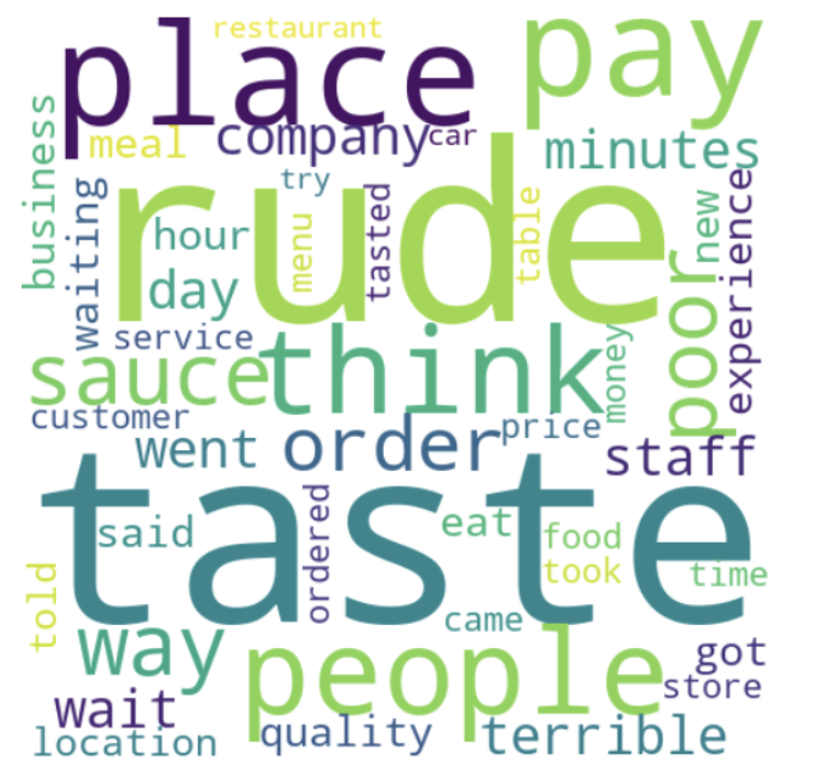 restaurant
place
pay
meal
company
car
minutes
business
try
rude
waiting
hour
menu
tasted
table
new
experience
day
poor
service
think
sauce
money
customer
order
price
went
staff
taste
said
ordered
eat
food
took
time
told
came
way
people
got
store
wait
quality
terrible
location